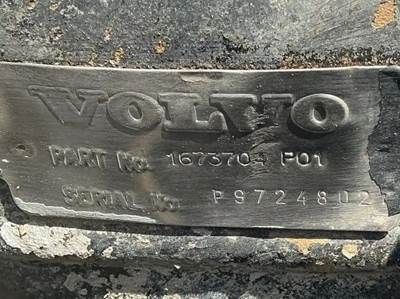 VOLVO
PART No. 1673704 P01
SERIAL No. P9724802